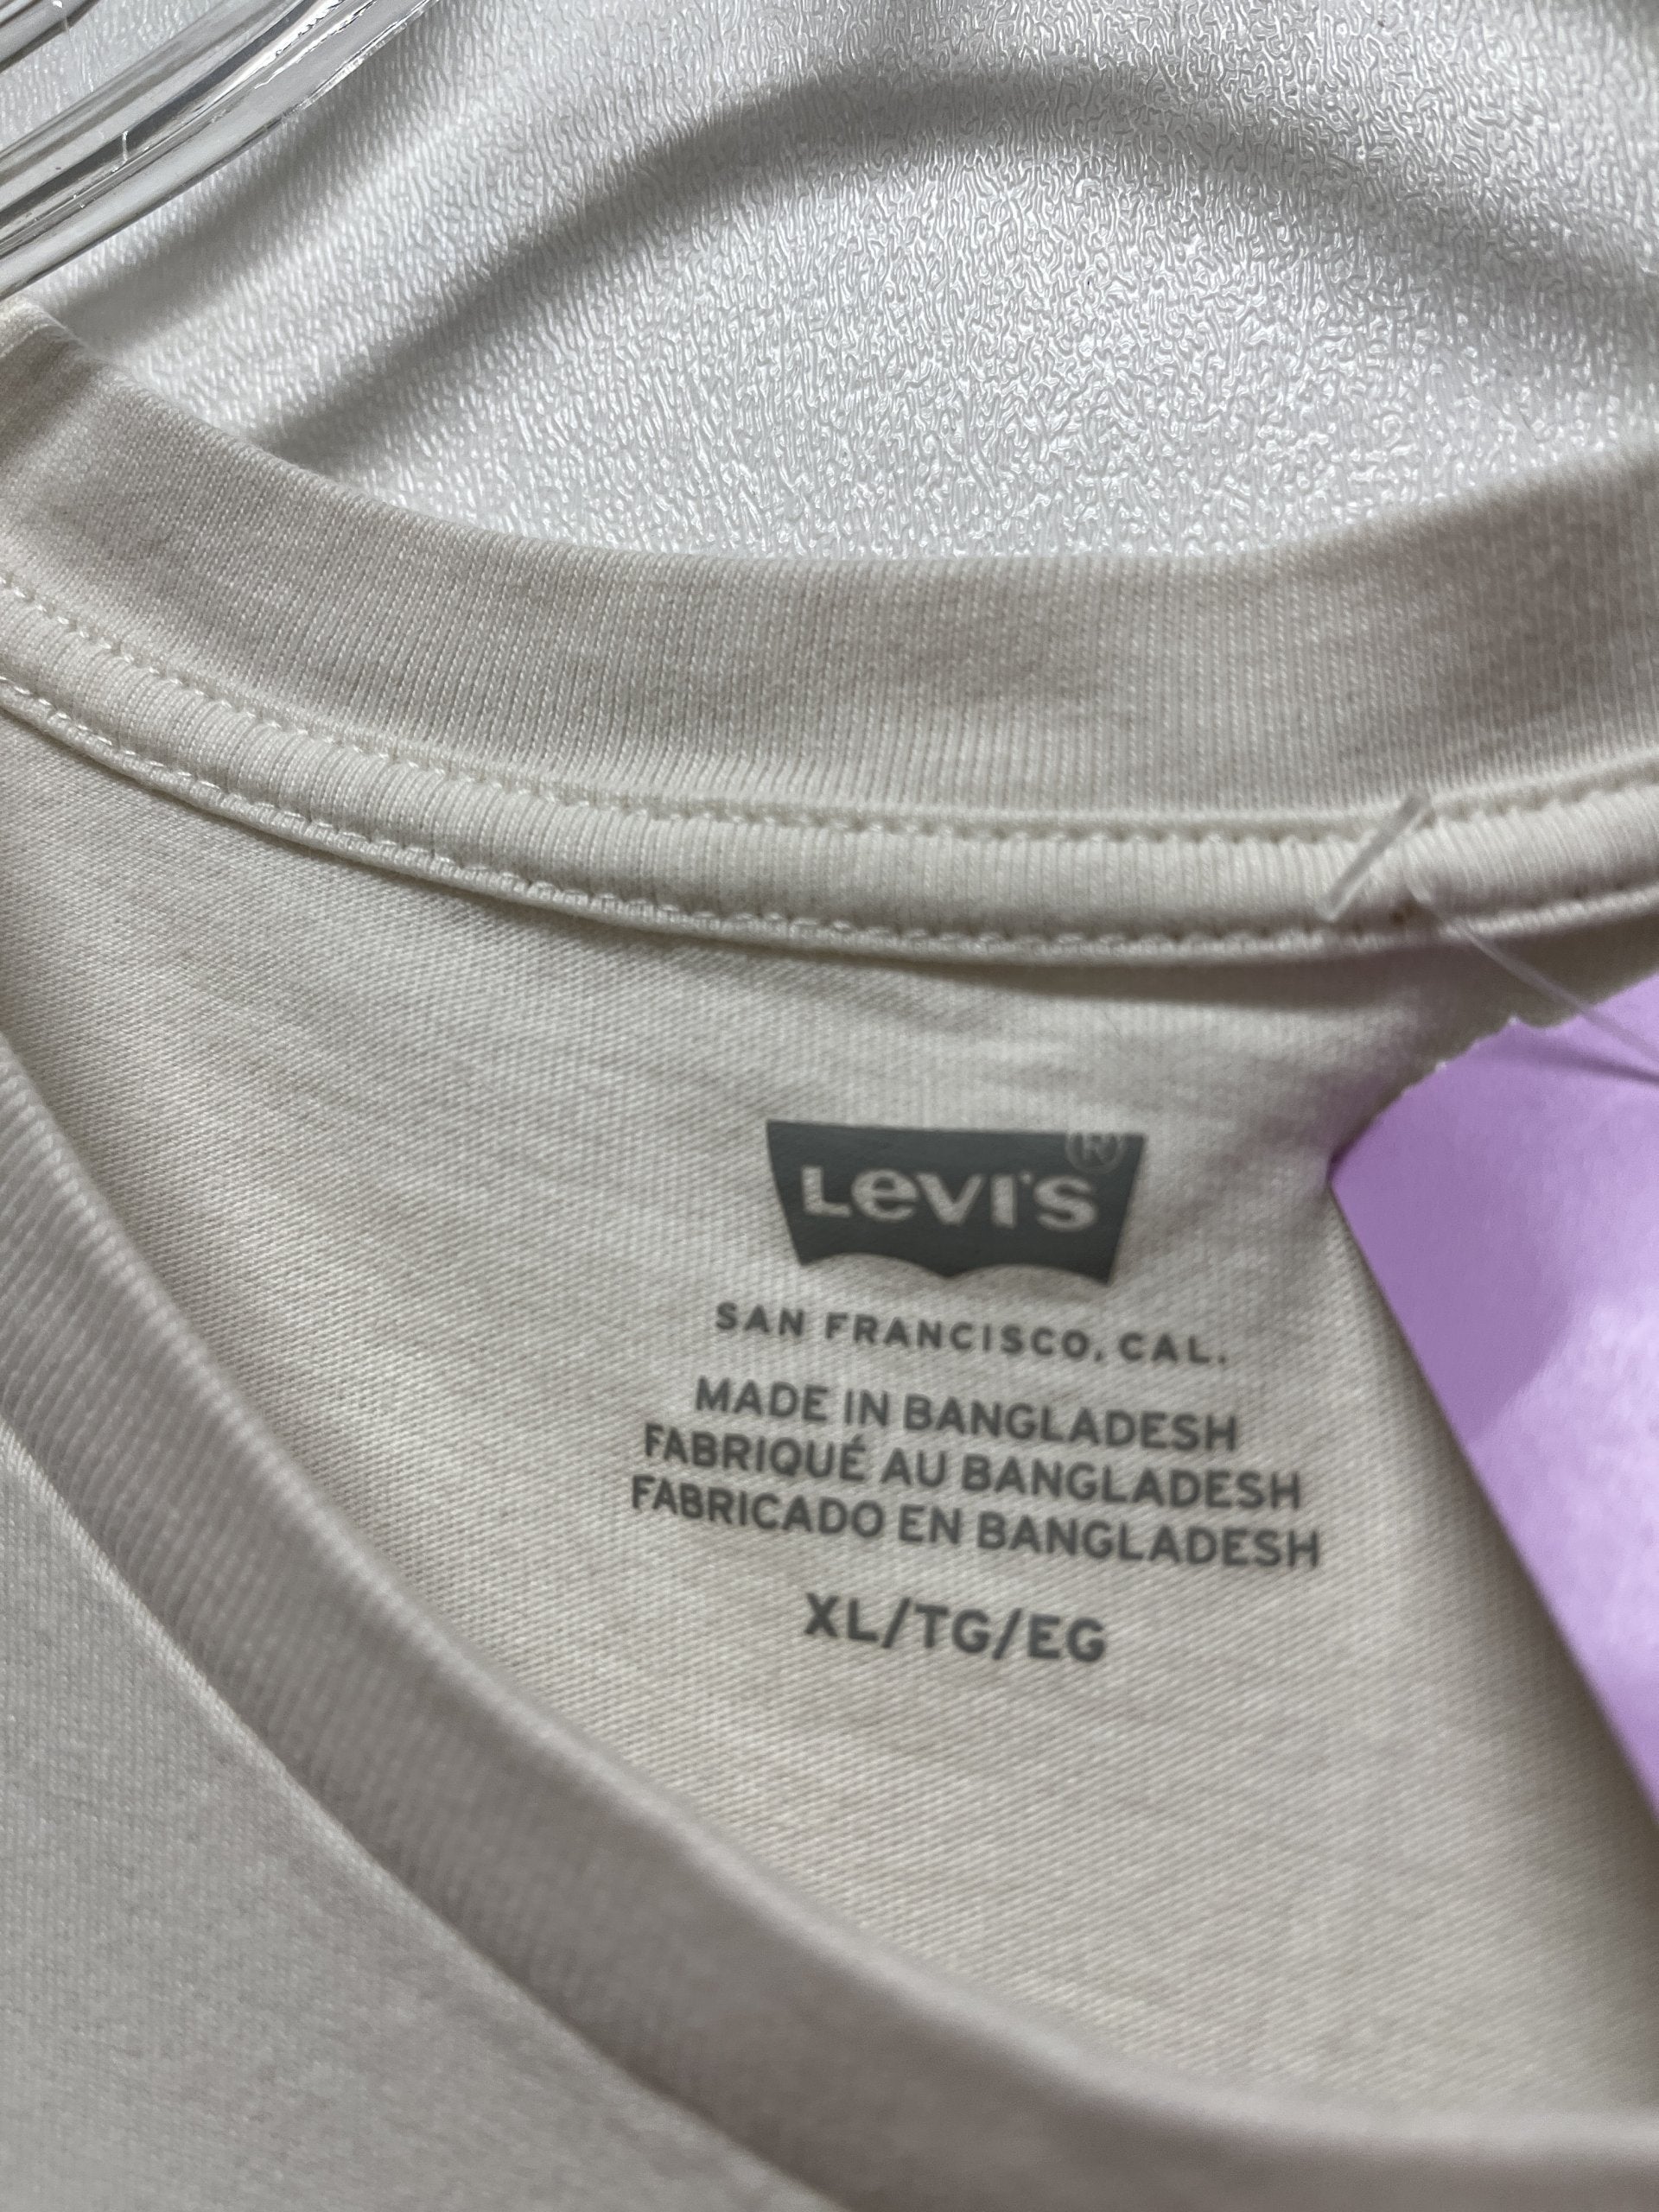 LEVI'S®
SAN FRANCISCO, CAL.
MADE IN BANGLADESH
FABRIQUÉ AU BANGLADESH
FABRICADO EN BANGLADESH
XL/TG/EG